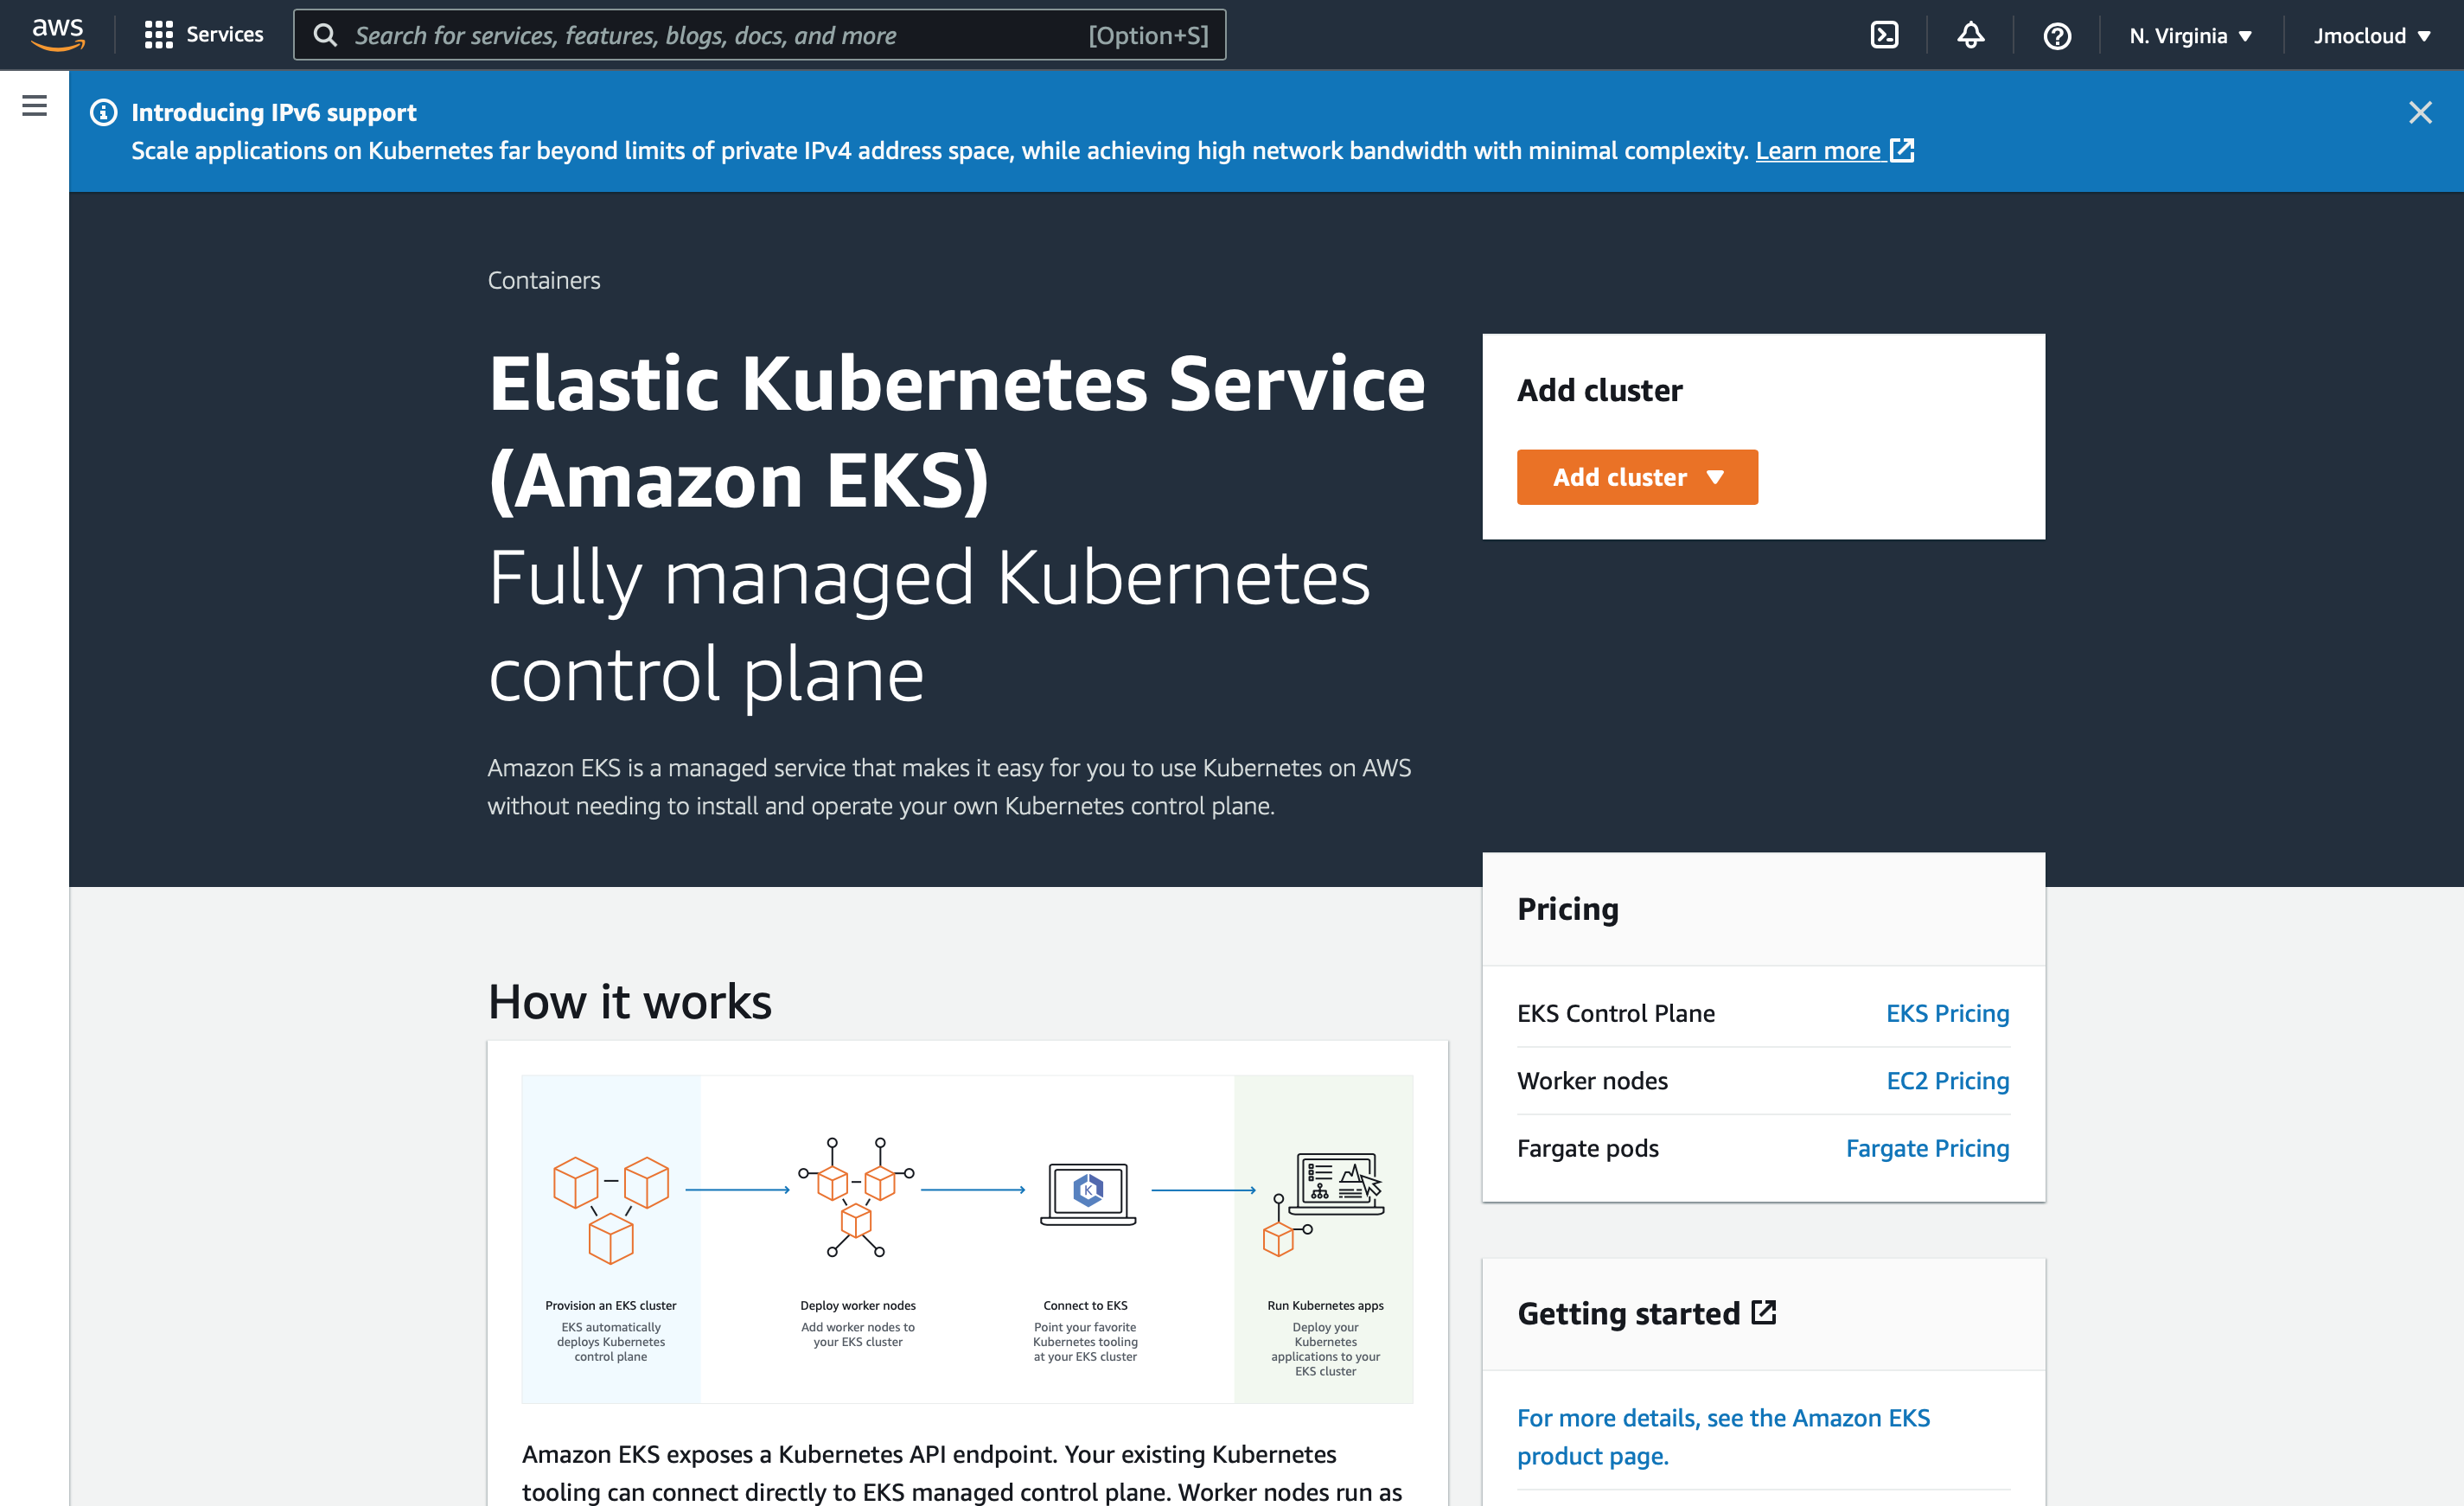 aws
Services
Search for services, features, blogs, docs, and more
[Option+S]
N. Virginia ▼
Jmocloud ▼
Introducing IPv6 support
Scale applications on Kubernetes far beyond limits of private IPv4 address space, while achieving high network bandwidth with minimal complexity. Learn more
Containers
Elastic Kubernetes Service
(Amazon EKS)
Fully managed Kubernetes
control plane
Amazon EKS is a managed service that makes it easy for you to use Kubernetes on AWS
without needing to install and operate your own Kubernetes control plane.
Add cluster
Add cluster ▼
How it works
Provision an EKS cluster
EKS automatically
deploys Kubernetes
control plane
Deploy worker nodes
Add worker nodes to
your EKS cluster
K
Connect to EKS
Point your favorite
Kubernetes tooling
at your EKS cluster
Run Kubernetes apps
Deploy your
Kubernetes
applications to your
EKS cluster
Amazon EKS exposes a Kubernetes API endpoint. Your existing Kubernetes
tooling can connect directly to EKS managed control plane. Worker nodes run as
Pricing
EKS Control Plane
EKS Pricing
Worker nodes
EC2 Pricing
Fargate pods
Fargate Pricing
Getting started
For more details, see the Amazon EKS
product page.